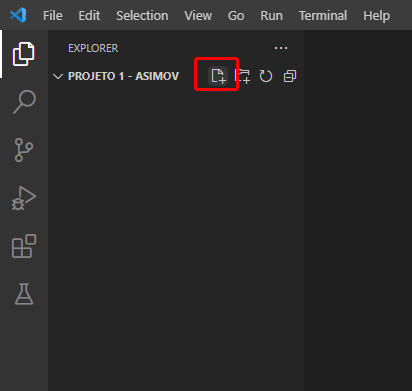 File Edit Selection View Go Run Terminal Help
EXPLORER
PROJETO 1 - ASIMOV